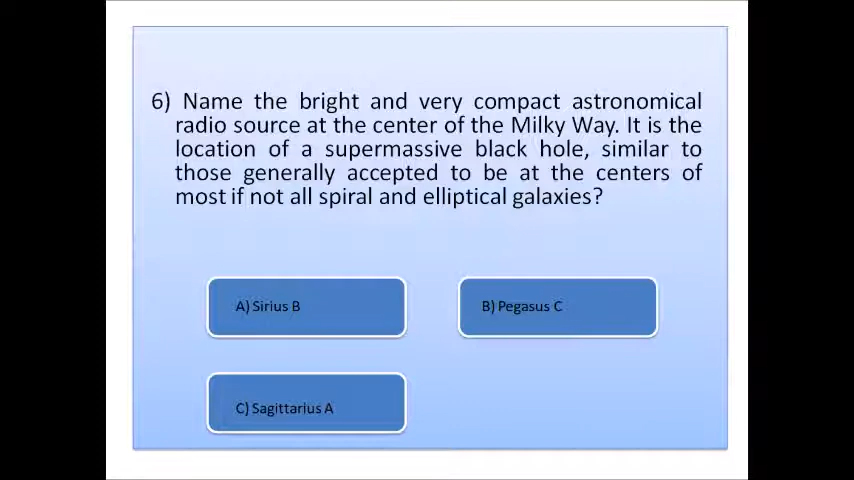 6) Name the bright and very compact astronomical
radio source at the center of the Milky Way. It is the
location of a supermassive black hole, similar to
those generally accepted to be at the centers of
most if not all spiral and elliptical galaxies?
A) Sirius B
B) Pegasus C
C) Sagittarius A